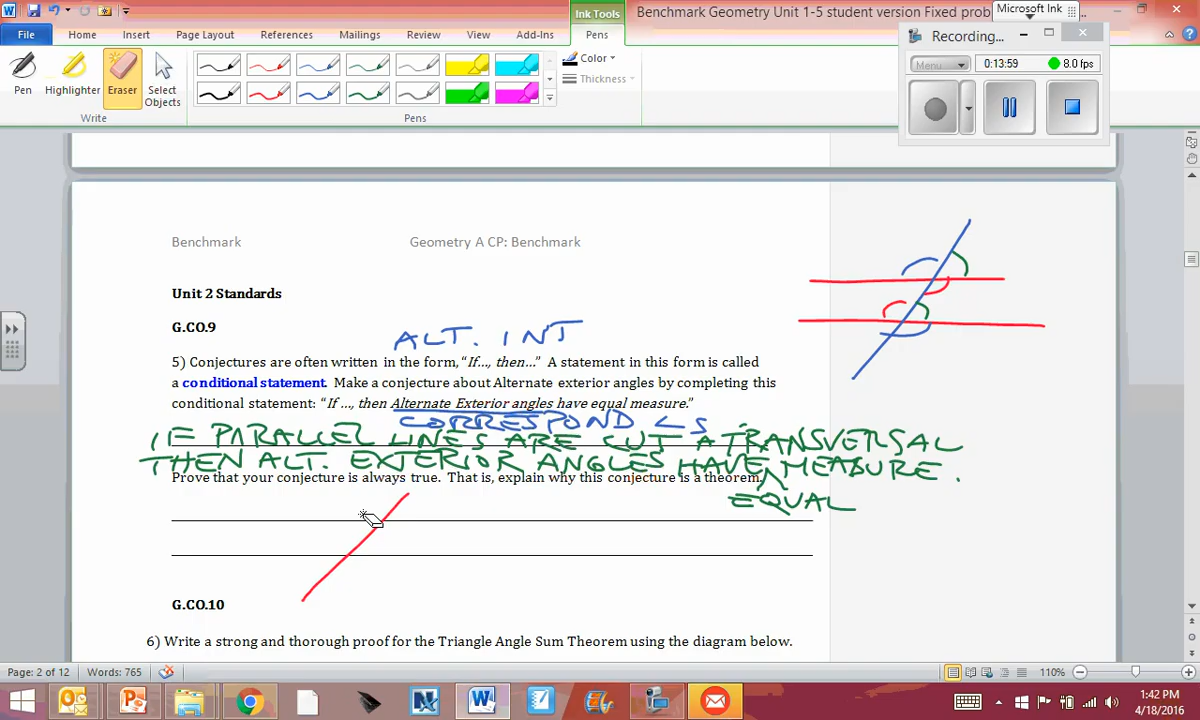 Ink Tools
Benchmark Geometry Unit 1-5 student version Fixed prob
Microsoft Ink
File Home Insert Page Layout References Mailings Review View Add-Ins Pens
Recording...
Menu 0:13:59 8.0 fps
Pen Highlighter Eraser Select Objects
Color
Thickness
Write Pens
Benchmark Geometry A CP: Benchmark
Unit 2 Standards
G.CO.9
ALT. INT
5) Conjectures are often written in the form, "If..., then..." A statement in this form is called
a conditional statement. Make a conjecture about Alternate exterior angles by completing this
conditional statement: "If ..., then Alternate Exterior angles have equal measure."
CORRESPOND ∠S
IF PARALLEL LINES ARE CUT A TRANSVERSAL
THEN ALT. EXTERIOR ANGLES HAVE MEASURE.
Prove that your conjecture is always true. That is, explain why this conjecture is a theorem.
EQUAL
G.CO.10
6) Write a strong and thorough proof for the Triangle Angle Sum Theorem using the diagram below.
Page: 2 of 12 Words: 765 110%
1:42 PM
4/18/2016